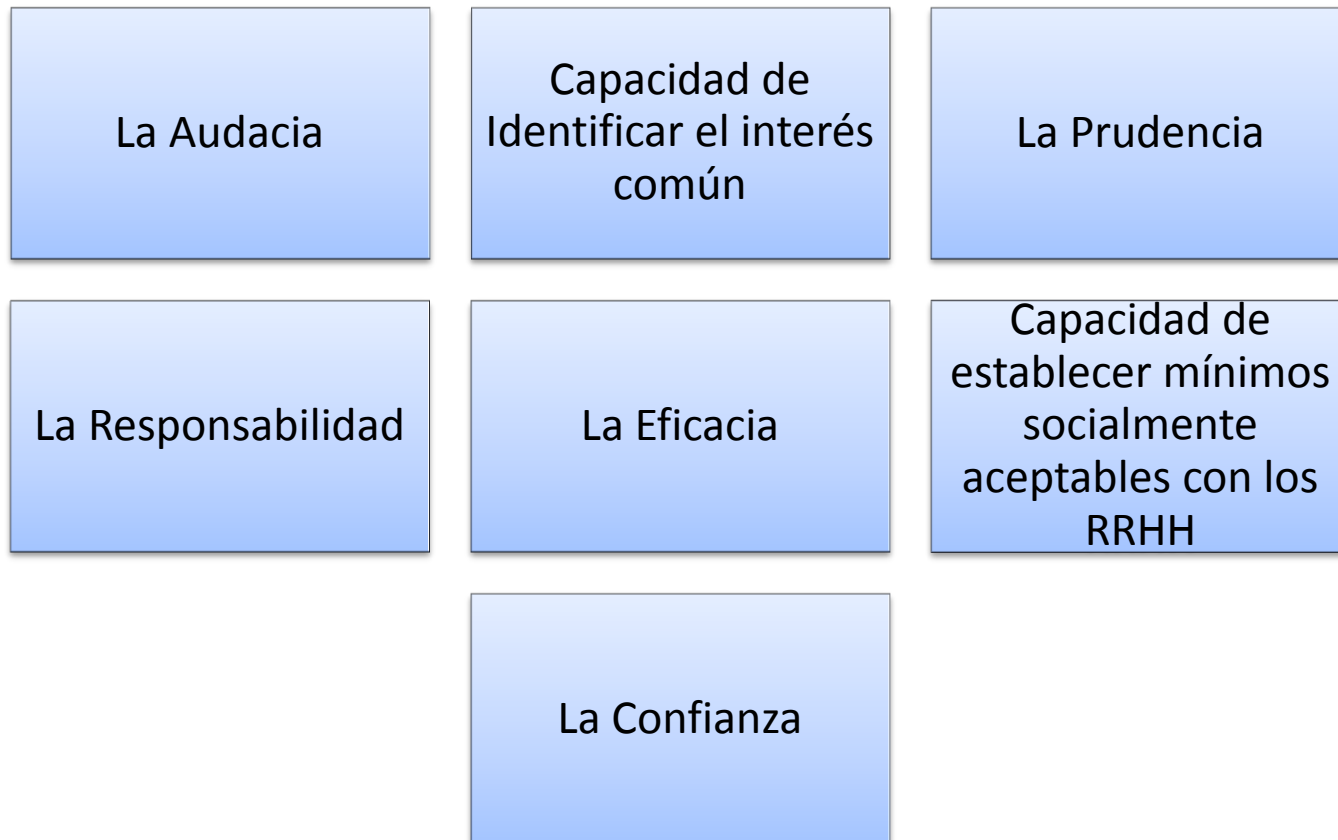 La Audacia
Capacidad de
Identificar el interés
común
La Prudencia
La Responsabilidad
La Eficacia
Capacidad de
establecer mínimos
socialmente
aceptables con los
RRHH
La Confianza